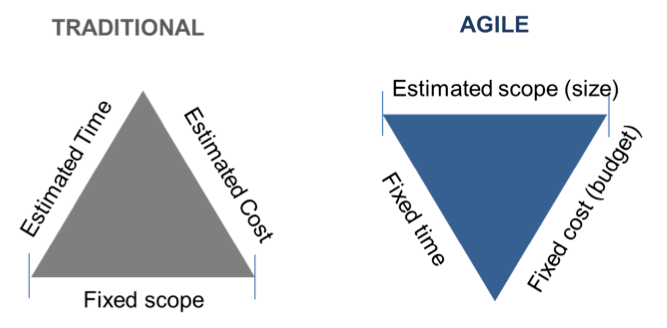 TRADITIONAL
Estimated Time
Estimated Cost
Fixed scope
AGILE
Estimated scope (size)
Fixed time
Fixed cost (budget)